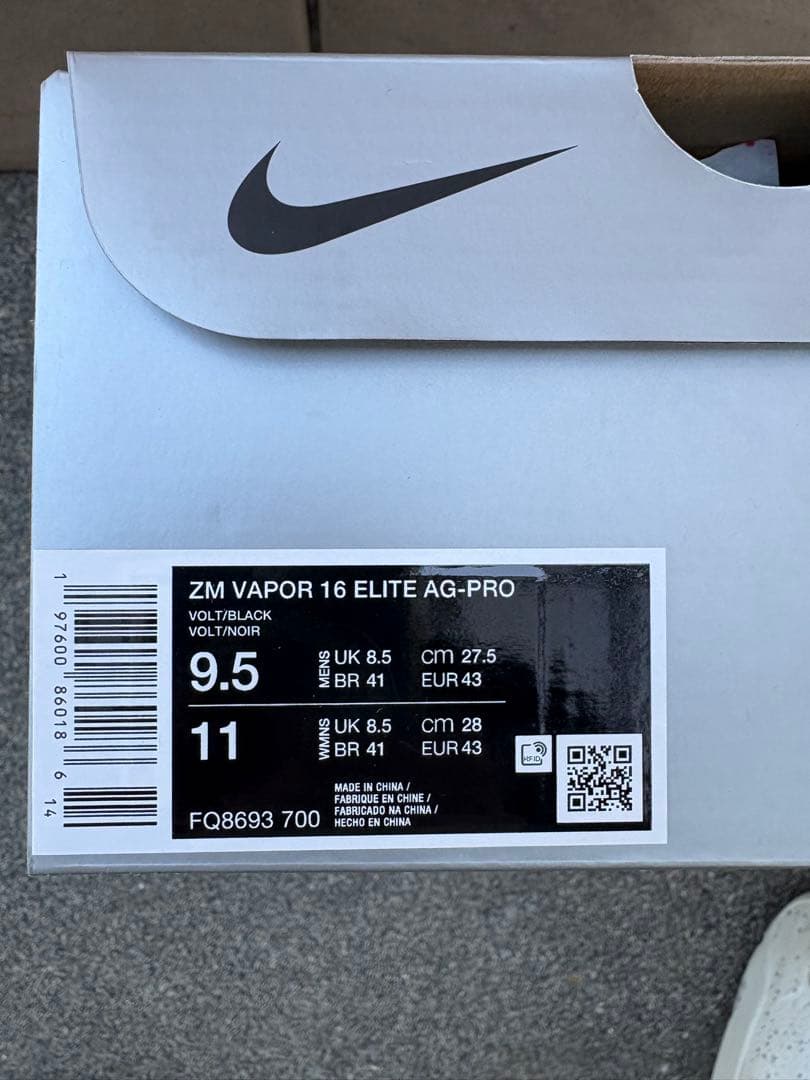 ZM VAPOR 16 ELITE AG-PRO
VOLT/BLACK
VOLT/NOIR
9.5
MENS
UK 8.5 cm 27.5
BR 41 EUR 43
11
WMNS
UK 8.5 cm 28
BR 41 EUR 43
FQ8693 700
MADE IN CHINA /
FABRIQUE EN CHINE /
FABRICADO NA CHINA /
HECHO EN CHINA
RFID
1 97600 86018 6 14